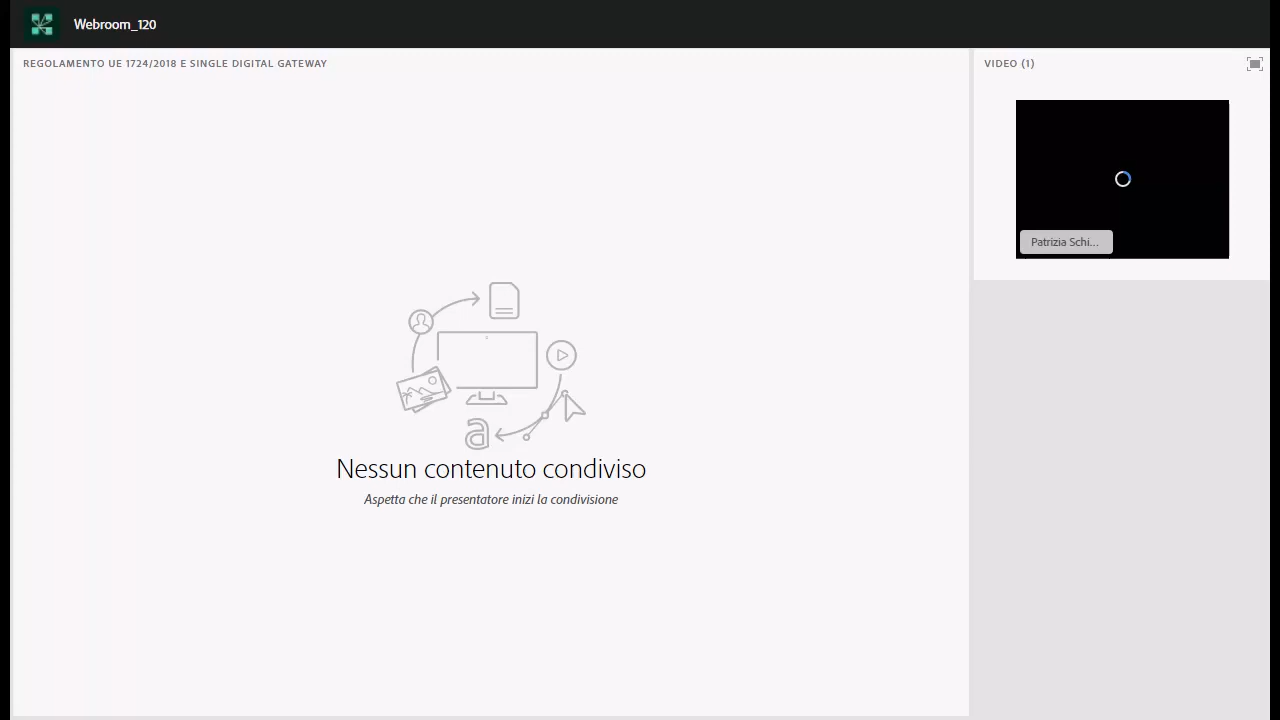 Webroom_120
REGOLAMENTO UE 1724/2018 E SINGLE DIGITAL GATEWAY
VIDEO (1)
Patrizia Schi...
a
Nessun contenuto condiviso
Aspetta che il presentatore inizi la condivisione